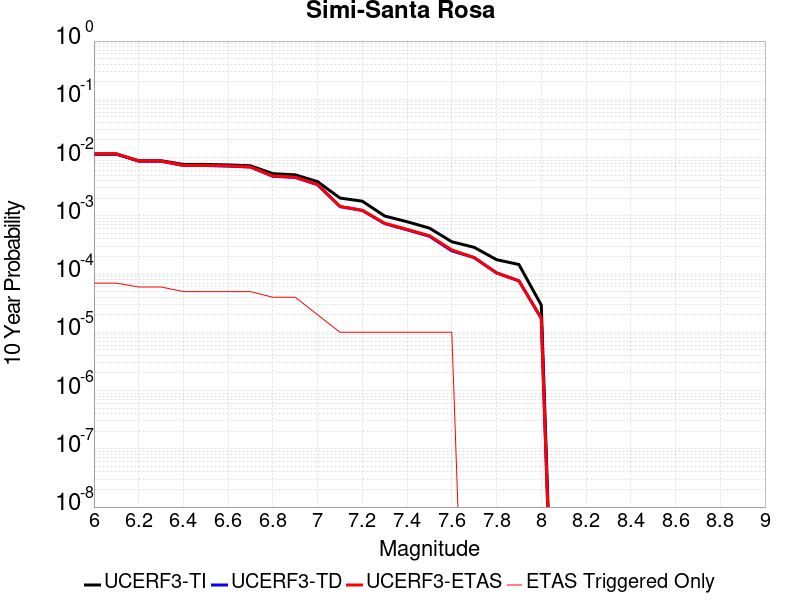 Simi-Santa Rosa
10 0
10 -1
10 -2
10 -3
10 -4
10 -5
10 -6
10 -7
10 -8
10 Year Probability
6 6.2 6.4 6.6 6.8 7 7.2 7.4 7.6 7.8 8 8.2 8.4 8.6 8.8 9
Magnitude
UCERF3-TI UCERF3-TD UCERF3-ETAS ETAS Triggered Only